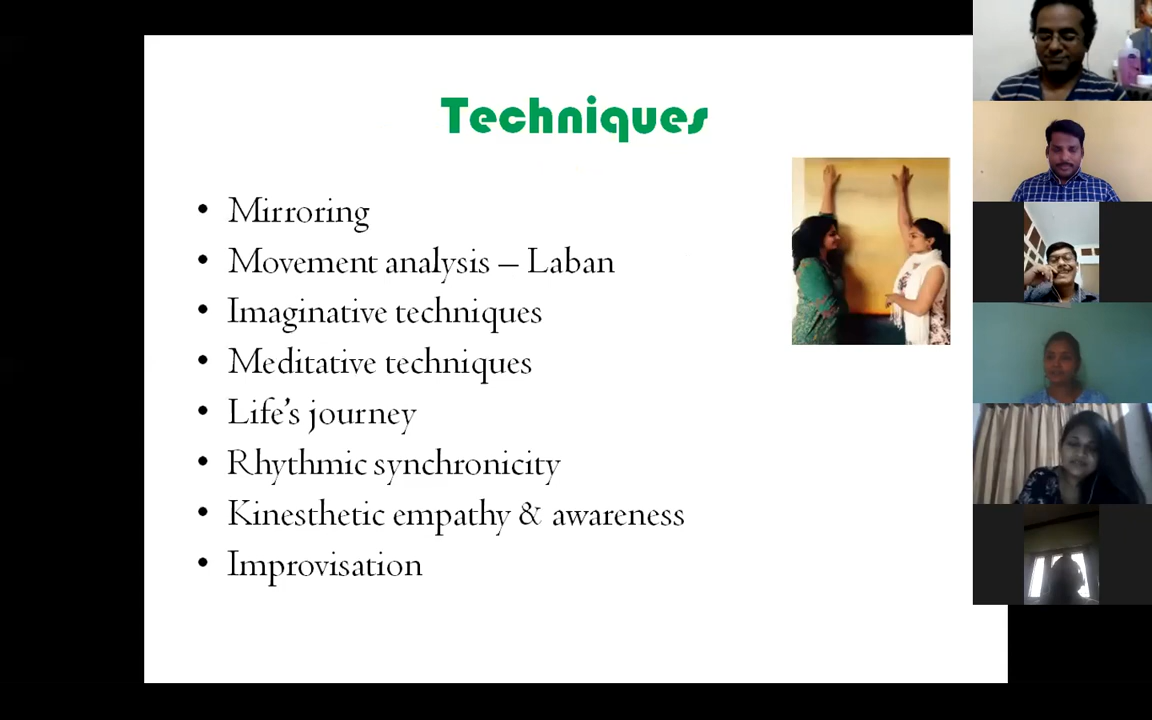 Techniques
• Mirroring
• Movement analysis – Laban
• Imaginative techniques
• Meditative techniques
• Life’s journey
• Rhythmic synchronicity
• Kinesthetic empathy & awareness
• Improvisation